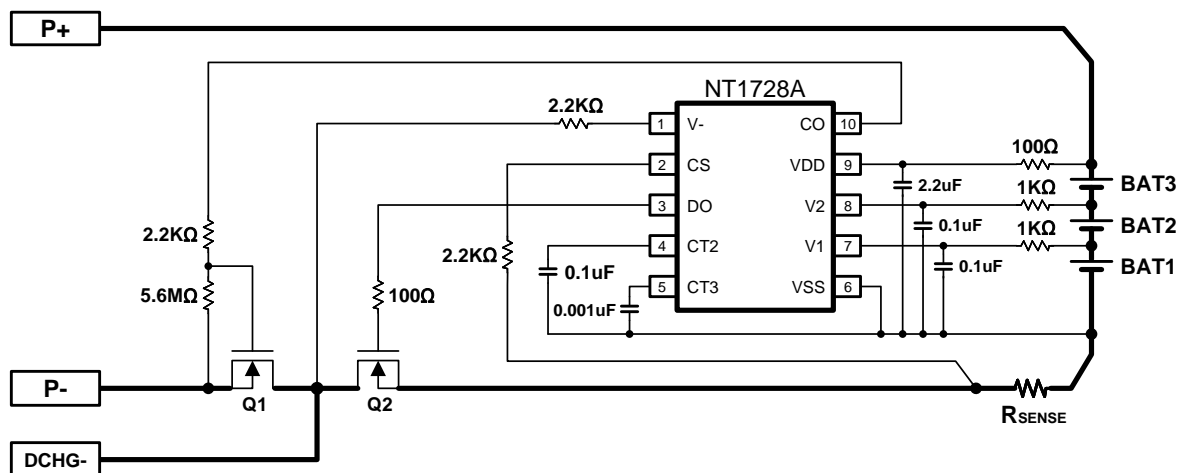 P+
NT1728A
2.2KΩ
1 V- CO 10
100Ω
2 CS VDD 9
BAT3
2.2uF
1KΩ
3 DO V2 8
BAT2
0.1uF
1KΩ
2.2KΩ
2.2KΩ
4 CT2 V1 7
BAT1
0.1uF
0.1uF
5.6MΩ
100Ω
5 CT3 VSS 6
0.001uF
P-
Q1
Q2
RSENSE
DCHG-